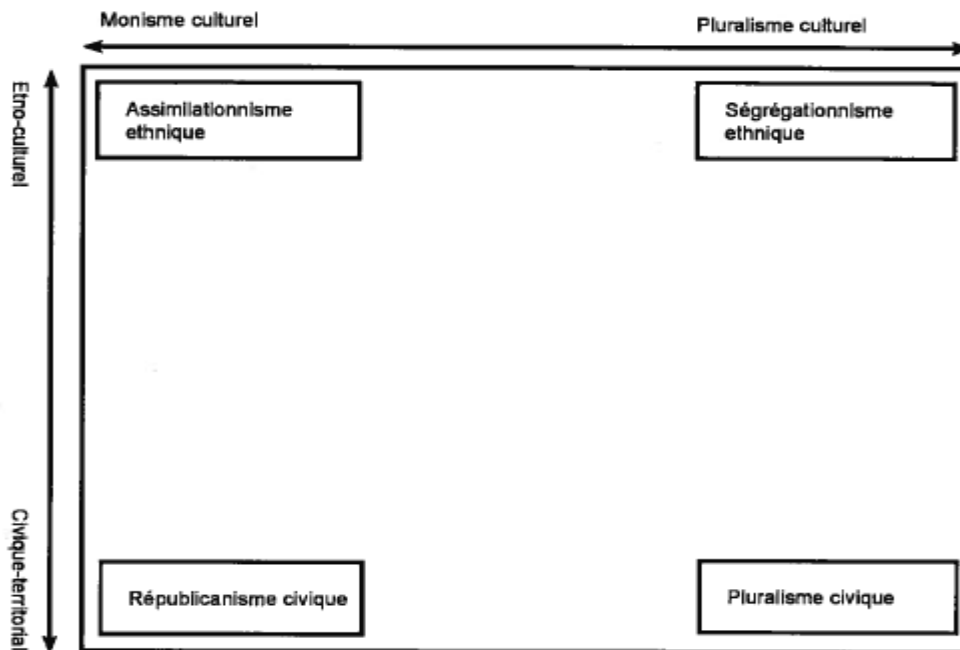 Monisme culturel
Pluralisme culturel
Etno-culturel
Assimilationnisme
ethnique
Ségrégationnisme
ethnique
Civique-territorial
Républicanisme civique
Pluralisme civique